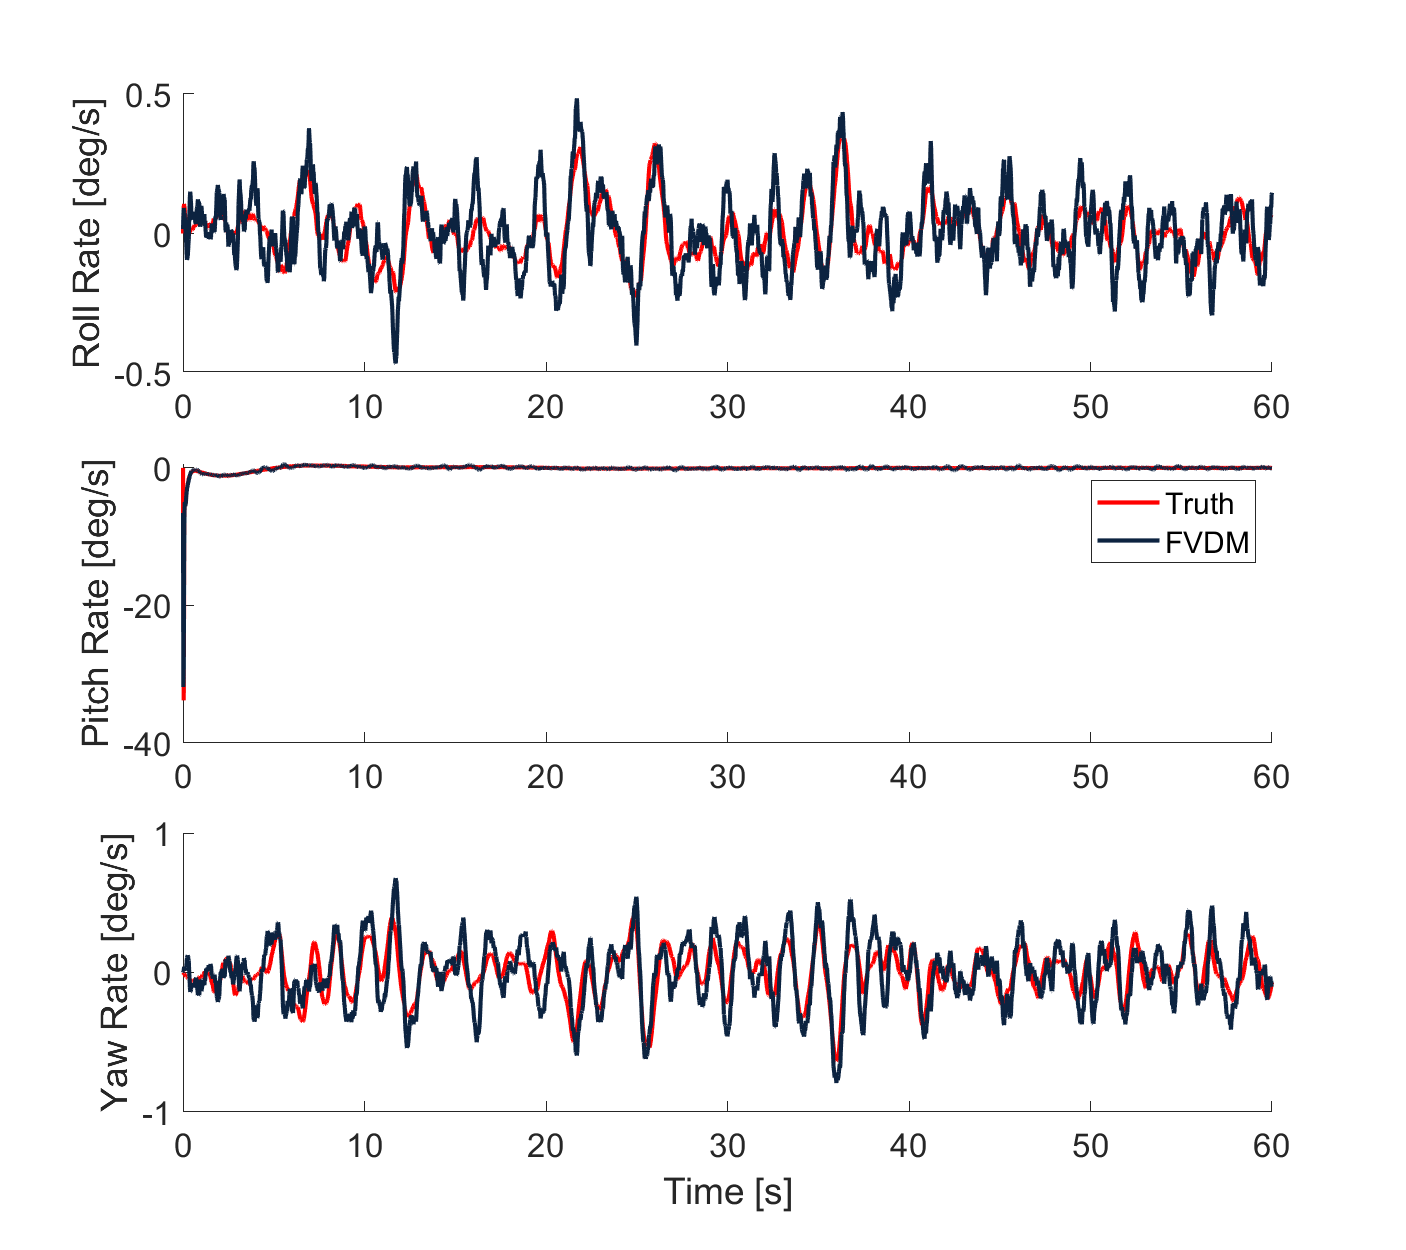 Roll Rate [deg/s]
0.5
0
-0.5
0 10 20 30 40 50 60
Pitch Rate [deg/s]
0
-20
-40
Truth
FVDM
0 10 20 30 40 50 60
Yaw Rate [deg/s]
1
0
-1
0 10 20 30 40 50 60
Time [s]